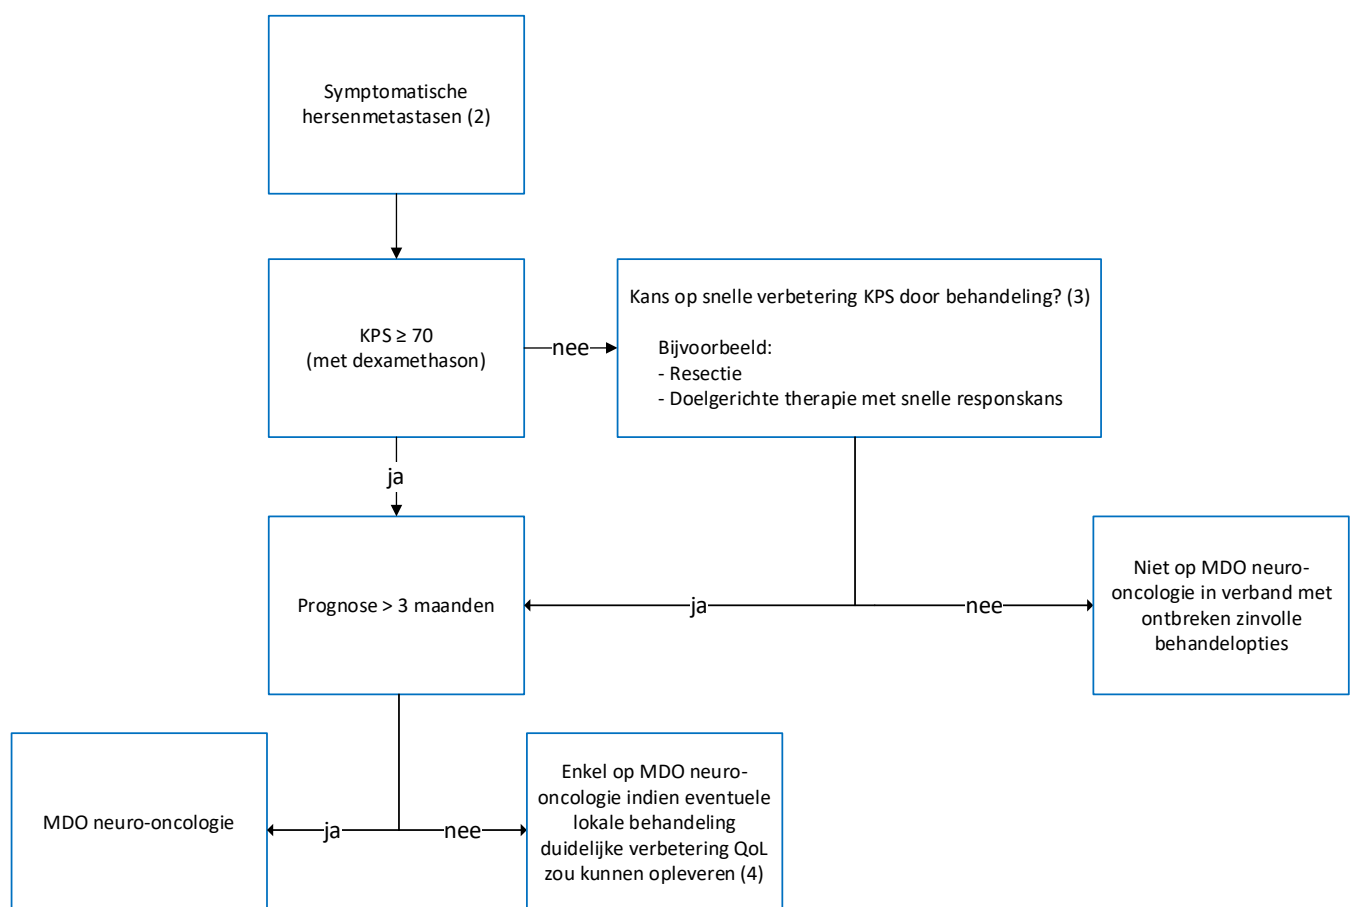 Symptomatische
hersenmetastasen (2)
KPS ≥ 70
(met dexamethason)
nee
Kans op snelle verbetering KPS door behandeling? (3)
Bijvoorbeeld:
- Resectie
- Doelgerichte therapie met snelle responskans
ja
Prognose > 3 maanden
ja
nee
Niet op MDO neuro-
oncologie in verband met
ontbreken zinvolle
behandelopties
MDO neuro-oncologie
ja
nee
Enkel op MDO neuro-
oncologie indien eventuele
lokale behandeling
duidelijke verbetering QoL
zou kunnen opleveren (4)